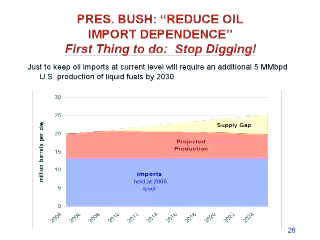 PRES. BUSH: “REDUCE OIL
IMPORT DEPENDENCE”
First Thing to do:  Stop Digging!
Just to keep oil imports at current level will require an additional 5 MMbpd
U.S. production of liquid fuels by 2030
30
25
20
15
10
5
0
million barrels per day
Supply Gap
Projected
Production
Imports
held at 2005
level
2004
2006
2008
2010
2012
2014
2016
2018
2020
2022
2024
26